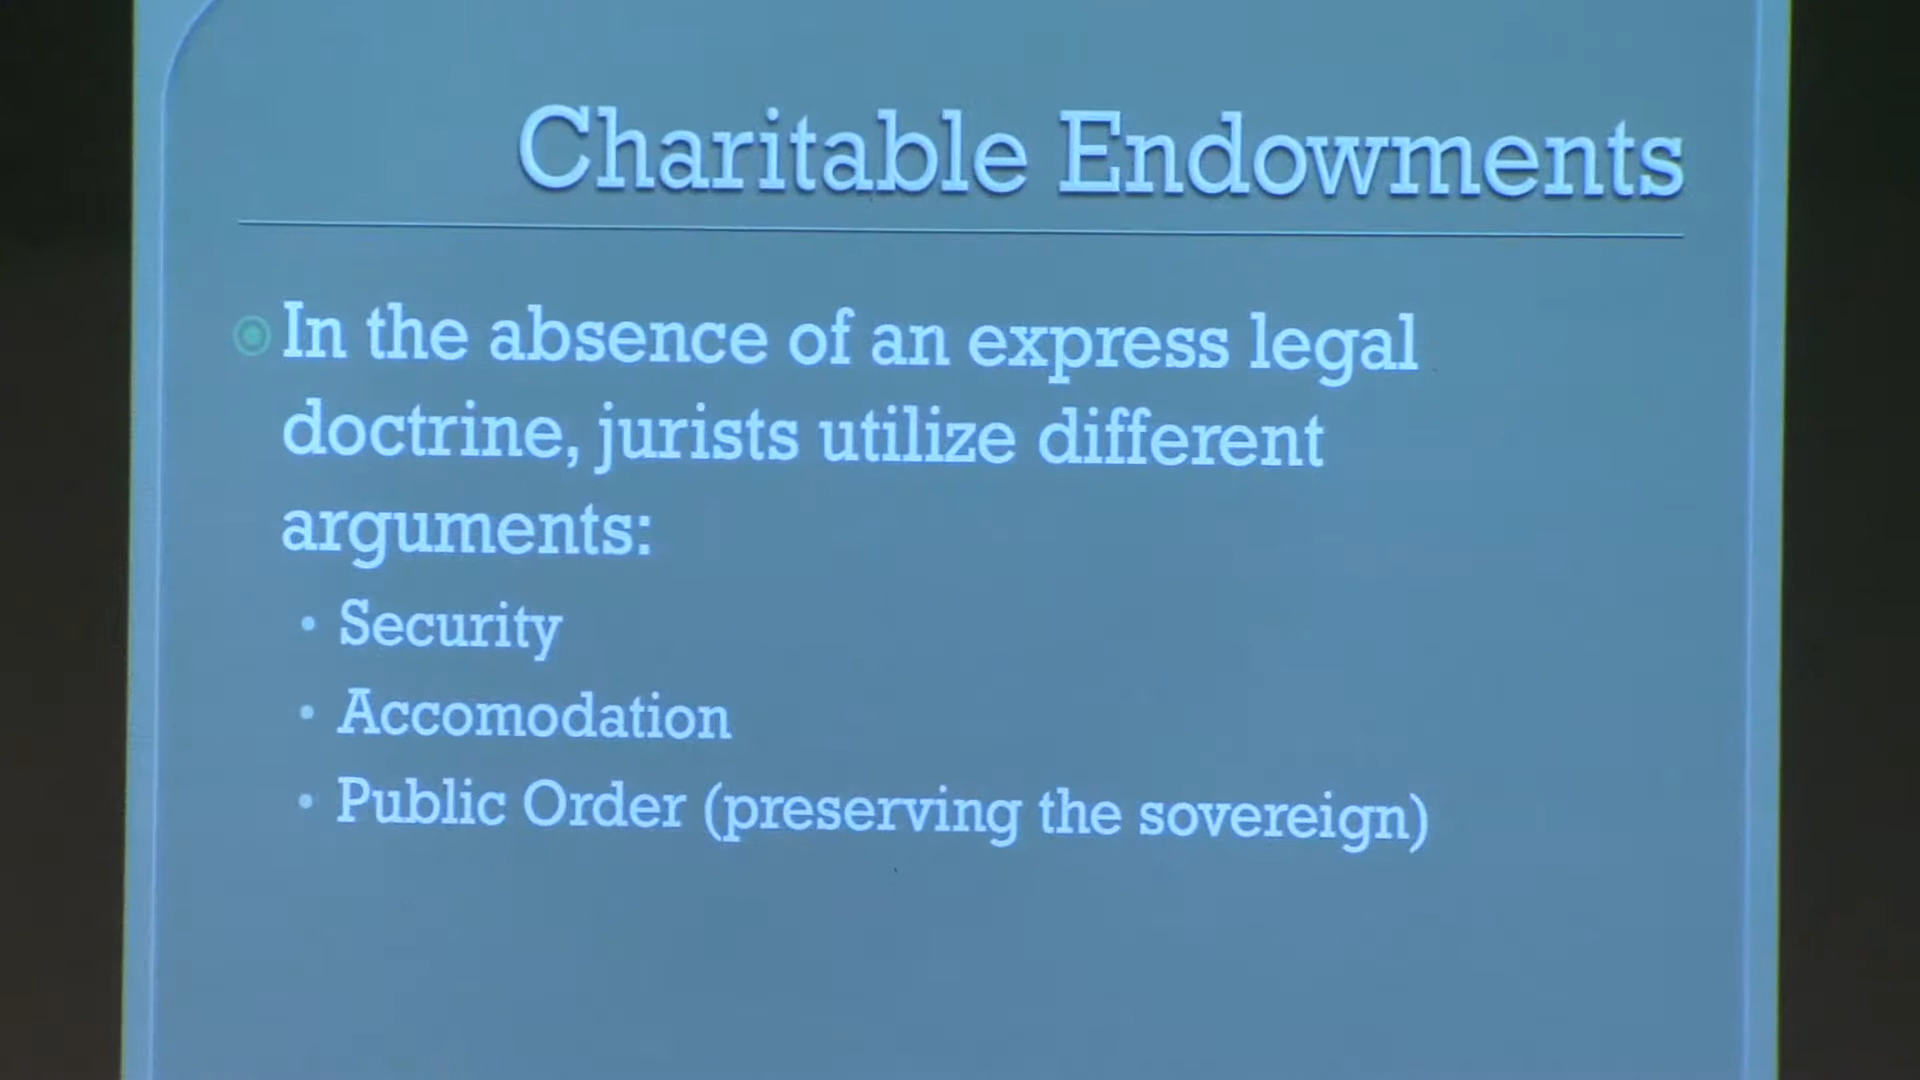 Charitable Endowments
In the absence of an express legal
doctrine, jurists utilize different
arguments:
• Security
• Accomodation
• Public Order (preserving the sovereign)